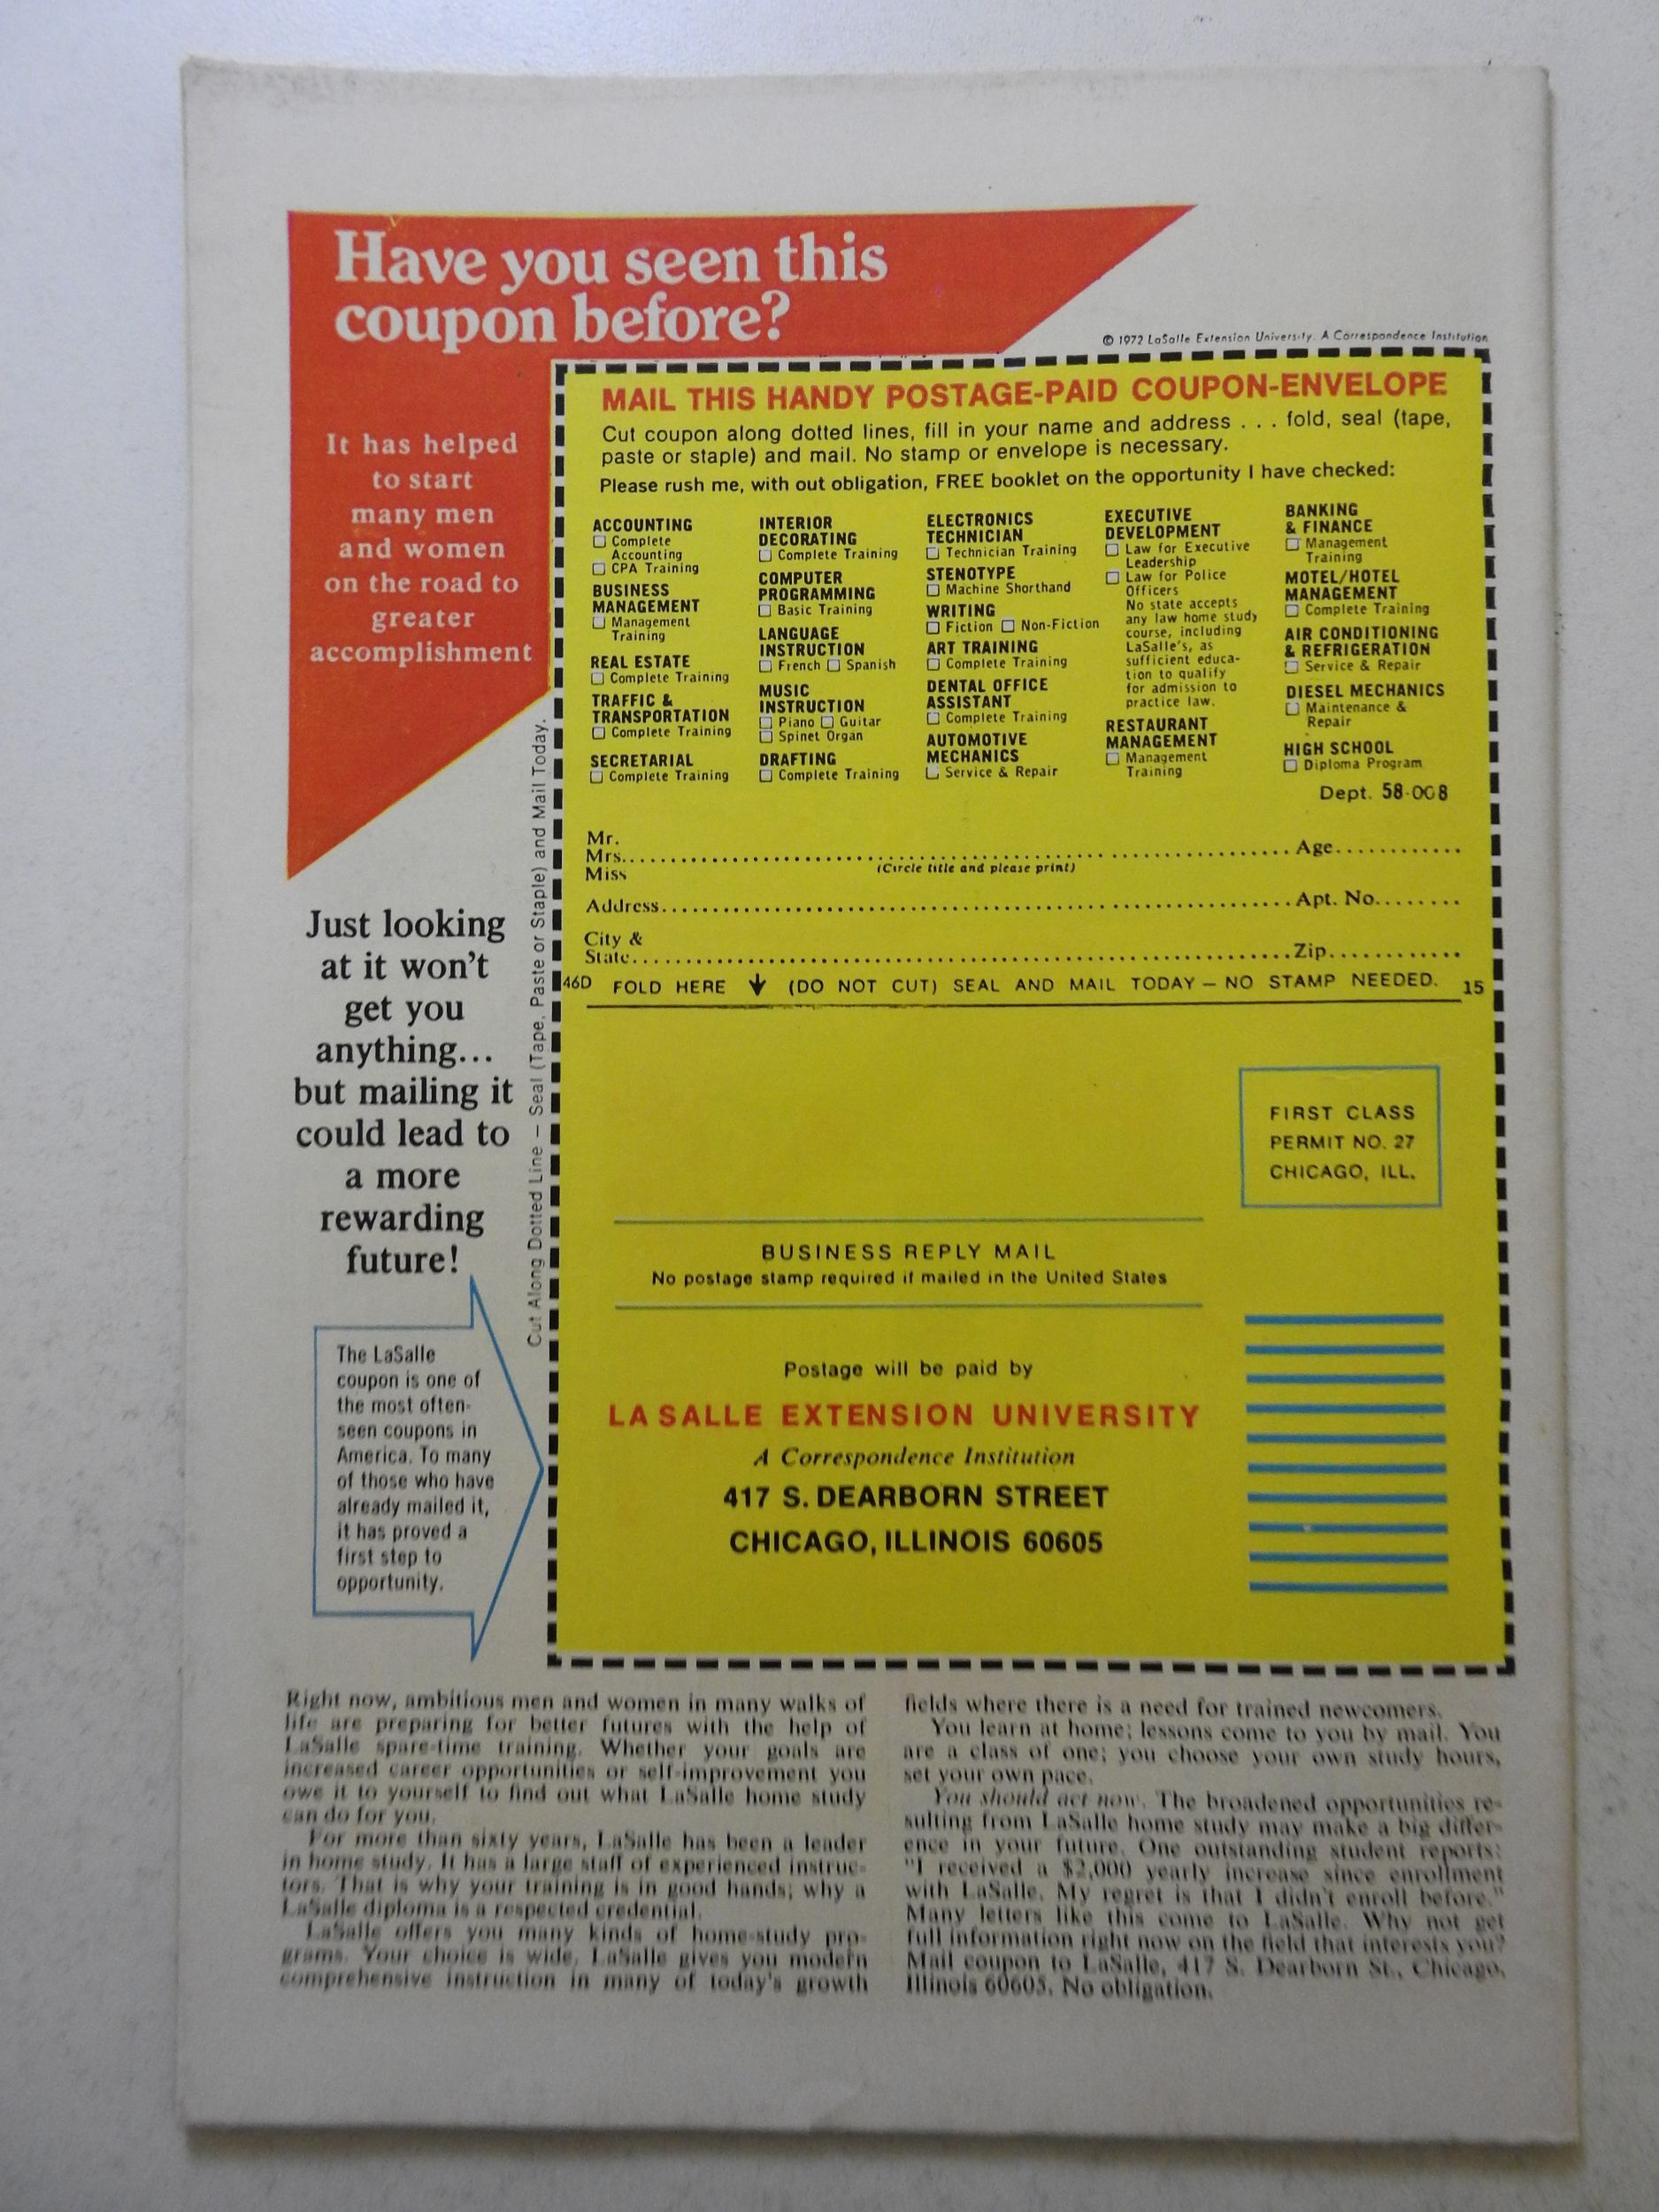 Have you seen this
coupon before?
© 1972 LaSalle Extension University. A Correspondence Institution
It has helped
to start
many men
and women
on the road to
greater
accomplishment
Just looking
at it won't
get you
anything...
but mailing it
could lead to
a more
rewarding
future!
The LaSalle
coupon is one of
the most often-
seen coupons in
America. To many
of those who have
already mailed it,
it has proved a
first step to
opportunity.
Cut Along Dotted Line – Seal (Tape, Paste or Staple) and Mail Today.
MAIL THIS HANDY POSTAGE-PAID COUPON-ENVELOPE
Cut coupon along dotted lines, fill in your name and address . . . fold, seal (tape,
paste or staple) and mail. No stamp or envelope is necessary.
Please rush me, with out obligation, FREE booklet on the opportunity I have checked:
ACCOUNTING
☐ Complete
Accounting
☐ CPA Training
BUSINESS
MANAGEMENT
☐ Management
Training
REAL ESTATE
☐ Complete Training
TRAFFIC &
TRANSPORTATION
☐ Complete Training
SECRETARIAL
☐ Complete Training
INTERIOR
DECORATING
☐ Complete Training
COMPUTER
PROGRAMMING
☐ Basic Training
LANGUAGE
INSTRUCTION
☐ French ☐ Spanish
MUSIC
INSTRUCTION
☐ Piano ☐ Guitar
☐ Spinet Organ
DRAFTING
☐ Complete Training
ELECTRONICS
TECHNICIAN
☐ Technician Training
STENOTYPE
☐ Machine Shorthand
WRITING
☐ Fiction ☐ Non-Fiction
ART TRAINING
☐ Complete Training
DENTAL OFFICE
ASSISTANT
☐ Complete Training
AUTOMOTIVE
MECHANICS
☐ Service & Repair
EXECUTIVE
DEVELOPMENT
☐ Law for Executive
Leadership
☐ Law for Police
Officers
No state accepts
any law home study
course, including
LaSalle's, as
sufficient educa-
tion to qualify
for admission to
practice law.
RESTAURANT
MANAGEMENT
☐ Management
Training
BANKING
& FINANCE
☐ Management
Training
MOTEL/HOTEL
MANAGEMENT
☐ Complete Training
AIR CONDITIONING
& REFRIGERATION
☐ Service & Repair
DIESEL MECHANICS
☐ Maintenance &
Repair
HIGH SCHOOL
☐ Diploma Program
Dept. 58-008
Mr.
Mrs. Age
Miss
(Circle title and please print)
Address Apt. No.
City &
State Zip
46D FOLD HERE ↓ (DO NOT CUT) SEAL AND MAIL TODAY – NO STAMP NEEDED. 15
FIRST CLASS
PERMIT NO. 27
CHICAGO, ILL.
BUSINESS REPLY MAIL
No postage stamp required if mailed in the United States
Postage will be paid by
LA SALLE EXTENSION UNIVERSITY
A Correspondence Institution
417 S. DEARBORN STREET
CHICAGO, ILLINOIS 60605
Right now, ambitious men and women in many walks of
life are preparing for better futures with the help of
LaSalle spare-time training. Whether your goals are
increased career opportunities or self-improvement you
owe it to yourself to find out what LaSalle home study
can do for you.
For more than sixty years, LaSalle has been a leader
in home study. It has a large staff of experienced instruc-
tors. That is why your training is in good hands; why a
LaSalle diploma is a respected credential.
LaSalle offers you many kinds of home-study pro-
grams. Your choice is wide. LaSalle gives you modern
comprehensive instruction in many of today's growth
fields where there is a need for trained newcomers.
You learn at home; lessons come to you by mail. You
are a class of one; you choose your own study hours,
set your own pace.
You should act now. The broadened opportunities re-
sulting from LaSalle home study may make a big differ-
ence in your future. One outstanding student reports:
"I received a $2,000 yearly increase since enrollment
with LaSalle. My regret is that I didn't enroll before."
Many letters like this come to LaSalle. Why not get
full information right now on the field that interests you?
Mail coupon to LaSalle, 417 S. Dearborn St., Chicago,
Illinois 60605. No obligation.